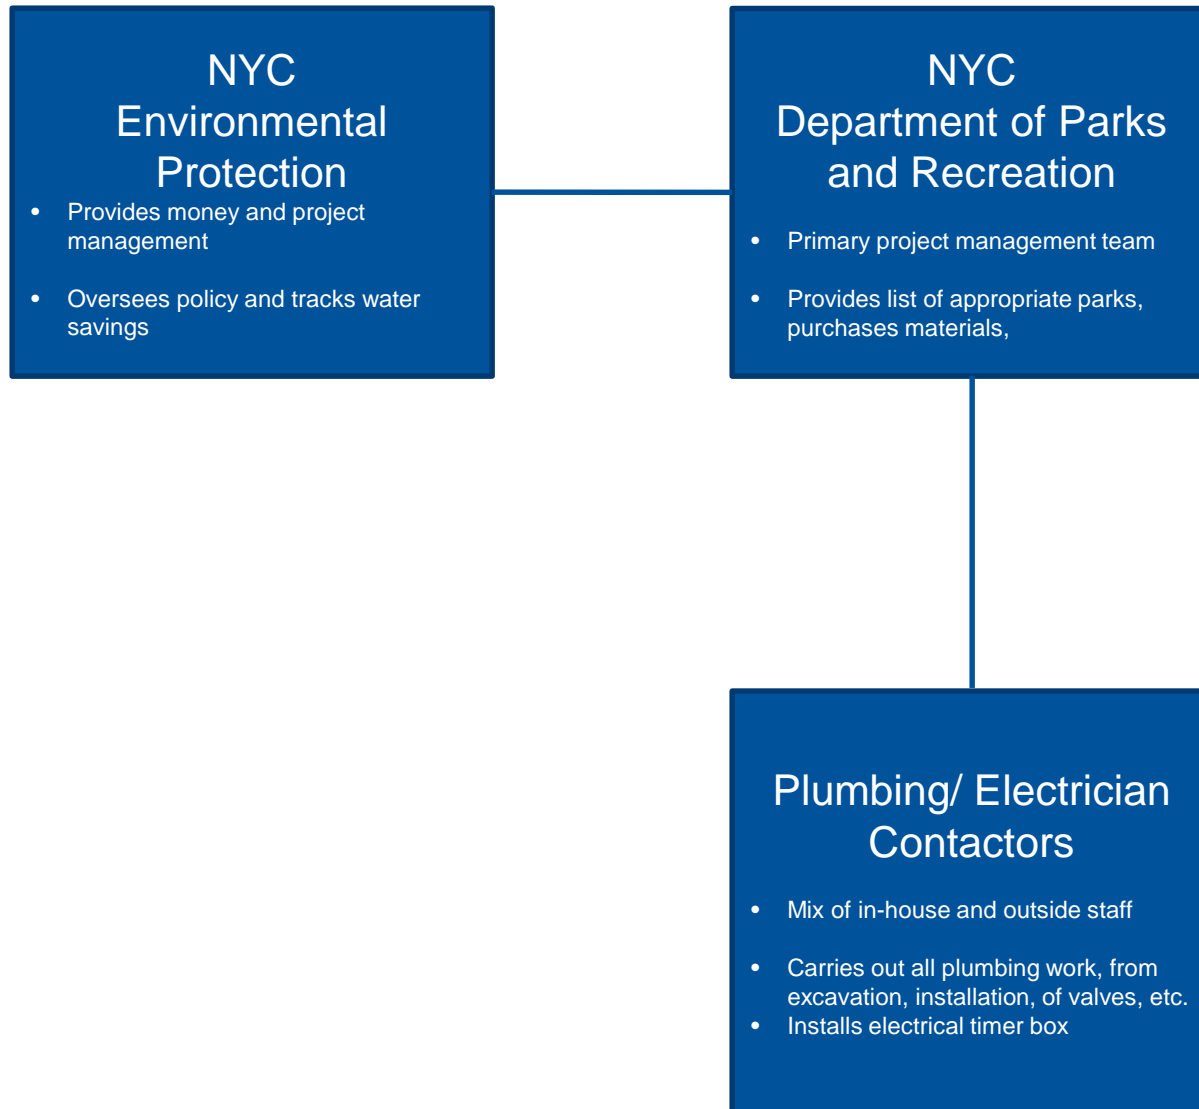 NYC
Environmental
Protection
• Provides money and project
management
• Oversees policy and tracks water
savings
NYC
Department of Parks
and Recreation
• Primary project management team
• Provides list of appropriate parks,
purchases materials,
Plumbing/ Electrician
Contactors
• Mix of in-house and outside staff
• Carries out all plumbing work, from
excavation, installation, of valves, etc.
• Installs electrical timer box